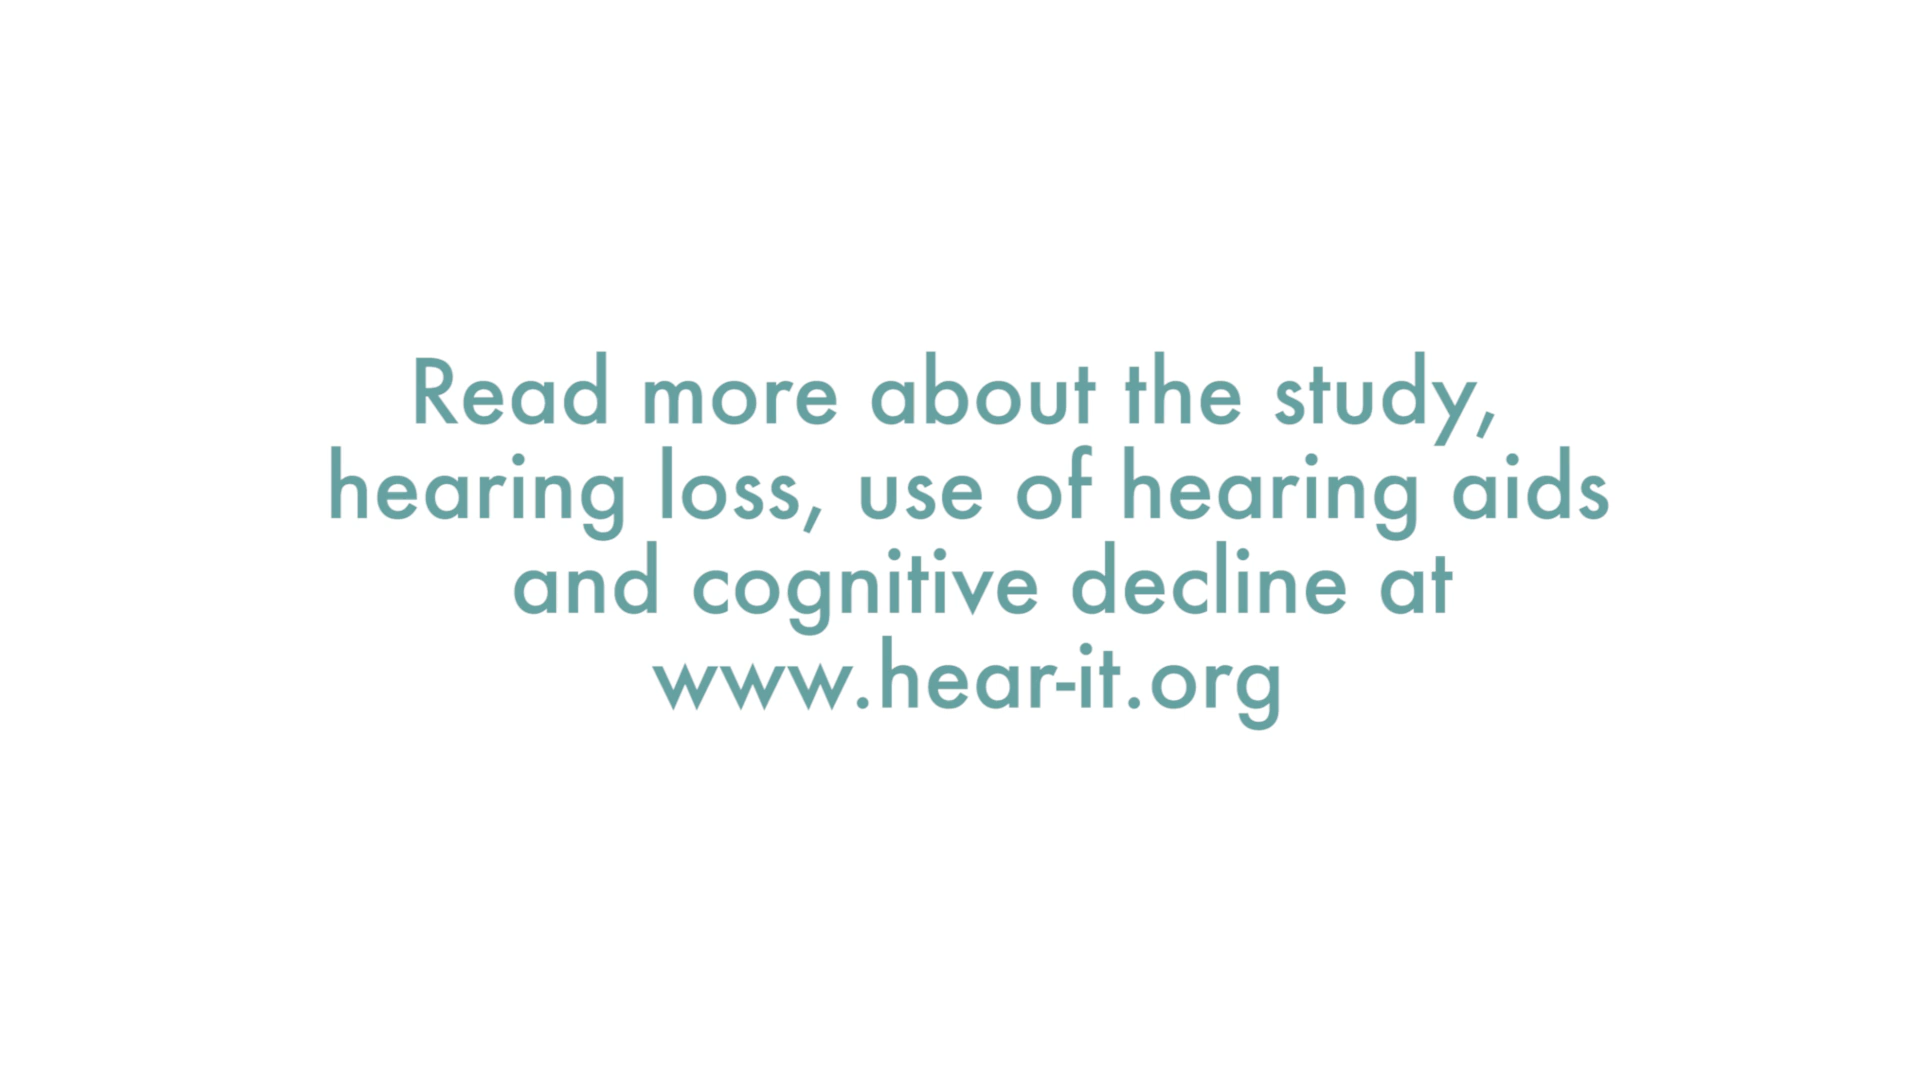 Read more about the study,
hearing loss, use of hearing aids
and cognitive decline at
www.hear-it.org